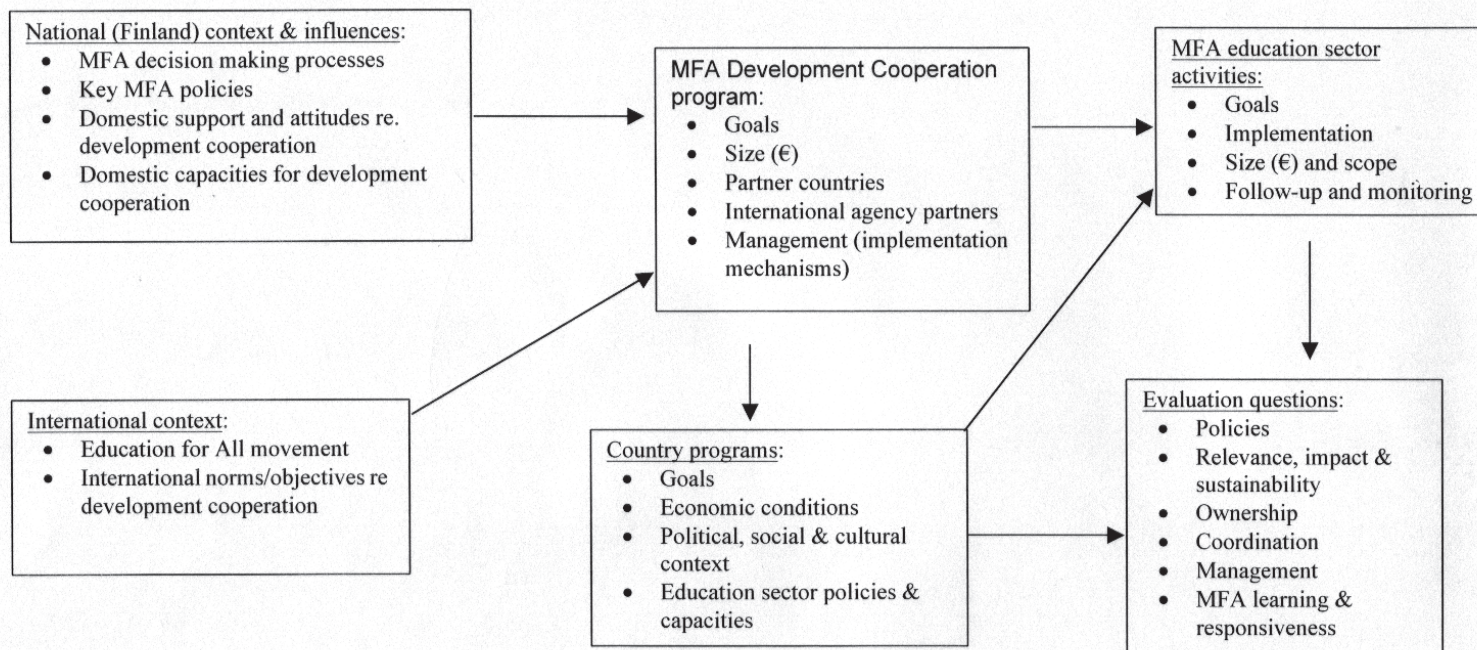 National (Finland) context & influences:
• MFA decision making processes
• Key MFA policies
• Domestic support and attitudes re.
development cooperation
• Domestic capacities for development
cooperation
International context:
• Education for All movement
• International norms/objectives re
development cooperation
MFA Development Cooperation
program:
• Goals
• Size (€)
• Partner countries
• International agency partners
• Management (implementation
mechanisms)
Country programs:
• Goals
• Economic conditions
• Political, social & cultural
context
• Education sector policies &
capacities
MFA education sector
activities:
• Goals
• Implementation
• Size (€) and scope
• Follow-up and monitoring
Evaluation questions:
• Policies
• Relevance, impact &
sustainability
• Ownership
• Coordination
• Management
• MFA learning &
responsiveness